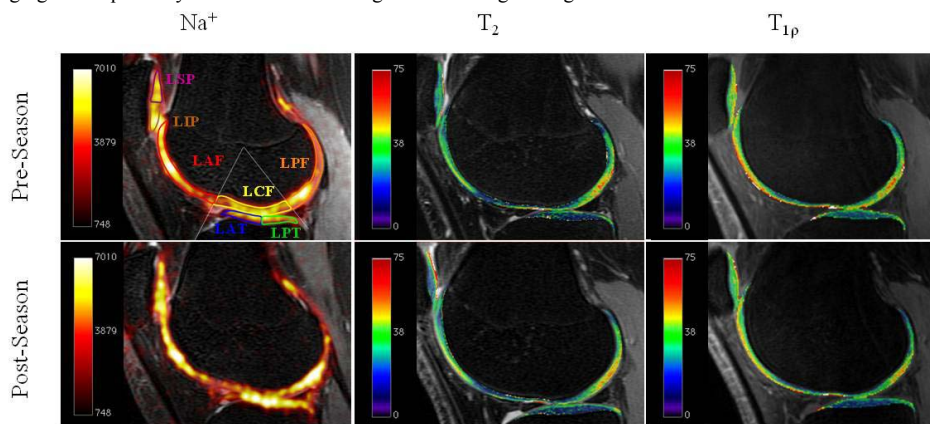 Na⁺ T₂ T₁ρ
Pre-Season
7010
3879
748
LSP
LIP
LAF
LPF
LCF
LAT
LPT
75
38
0
75
38
0
Post-Season
7010
3879
748
75
38
0
75
38
0